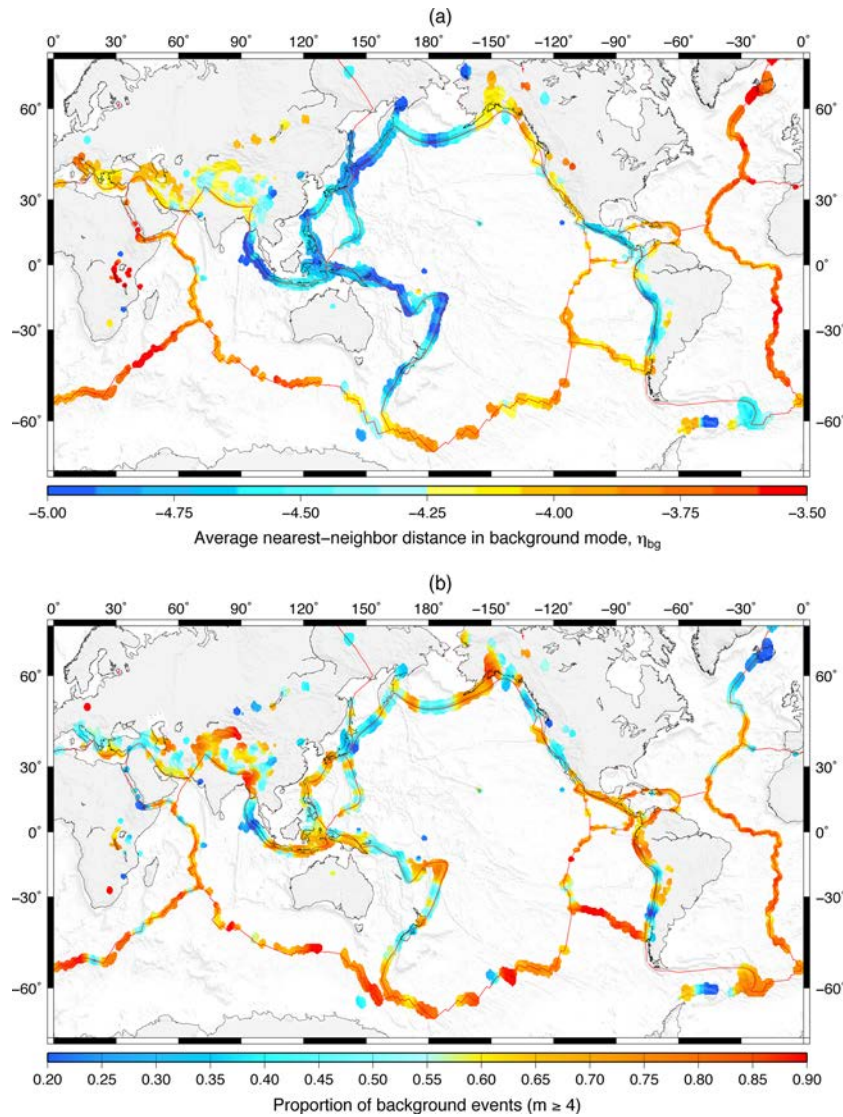 (a)
0° 30° 60° 90° 120° 150° 180° −150° −120° −90° −60° −30° 0°
60° 60°
30° 30°
0° 0°
−30° −30°
−60° −60°
−5.00 −4.75 −4.50 −4.25 −4.00 −3.75 −3.50
Average nearest−neighbor distance in background mode, ηbg
(b)
0° 30° 60° 90° 120° 150° 180° −150° −120° −90° −60° −30° 0°
60° 60°
30° 30°
0° 0°
−30° −30°
−60° −60°
0.20 0.25 0.30 0.35 0.40 0.45 0.50 0.55 0.60 0.65 0.70 0.75 0.80 0.85 0.90
Proportion of background events (m ≥ 4)